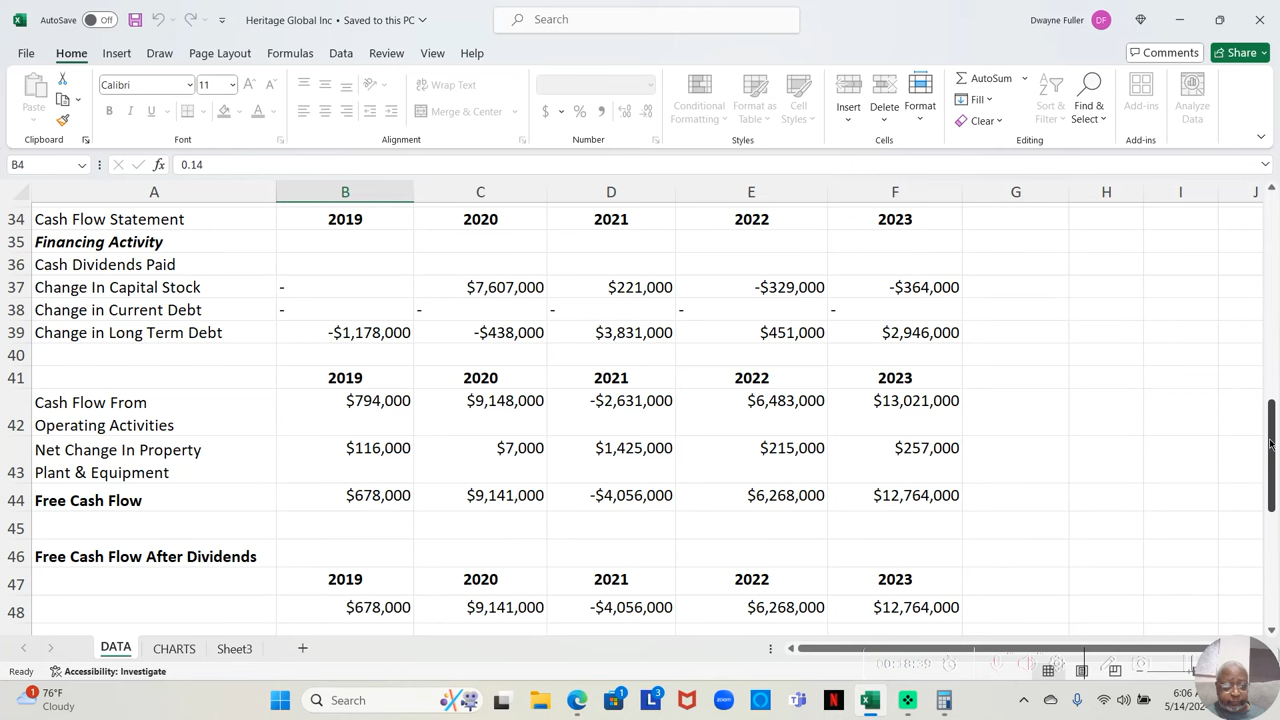 AutoSave Off Heritage Global Inc • Saved to this PC Search Dwayne Fuller DF
File Home Insert Draw Page Layout Formulas Data Review View Help Comments Share
Paste Calibri 11 B I U Wrap Text Merge & Center $ % Conditional Formatting Format as Table Cell Styles Insert Delete Format AutoSum Fill Clear Sort & Filter Find & Select Add-ins Analyze Data
Clipboard Font Alignment Number Styles Cells Editing Add-ins
B4 fx 0.14
A B C D E F G H I J
34 Cash Flow Statement 2019 2020 2021 2022 2023
35 Financing Activity
36 Cash Dividends Paid
37 Change In Capital Stock - $7,607,000 $221,000 -$329,000 -$364,000
38 Change in Current Debt - - - - -
39 Change in Long Term Debt -$1,178,000 -$438,000 $3,831,000 $451,000 $2,946,000
40
41 2019 2020 2021 2022 2023
Cash Flow From $794,000 $9,148,000 -$2,631,000 $6,483,000 $13,021,000
42 Operating Activities
Net Change In Property $116,000 $7,000 $1,425,000 $215,000 $257,000
43 Plant & Equipment
44 Free Cash Flow $678,000 $9,141,000 -$4,056,000 $6,268,000 $12,764,000
45
46 Free Cash Flow After Dividends
47 2019 2020 2021 2022 2023
48 $678,000 $9,141,000 -$4,056,000 $6,268,000 $12,764,000
DATA CHARTS Sheet3
Ready Accessibility: Investigate 00:18:39
1 76°F Search 1 3 zoom N 6:06 A
Cloudy 5/14/202